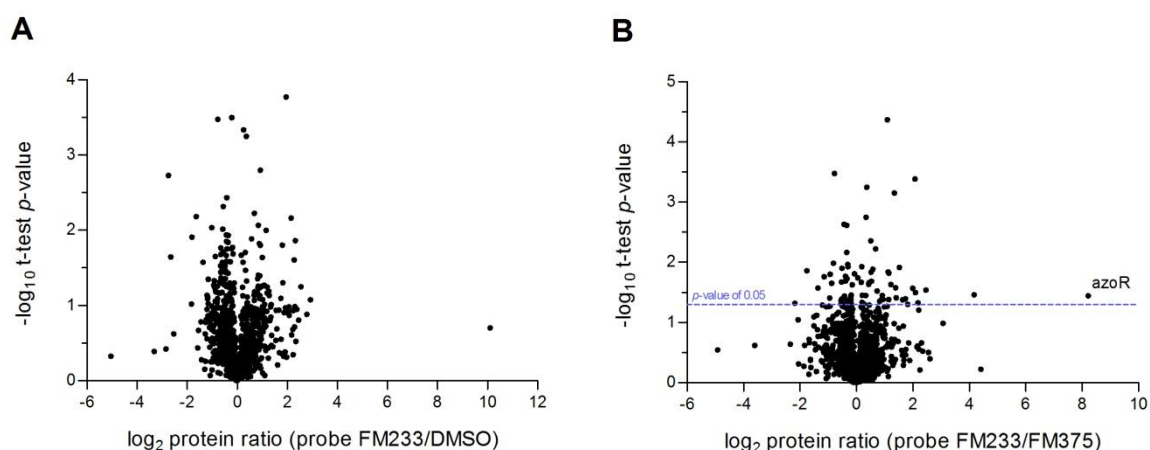 A
4
3
2
1
0
-6 -4 -2 0 2 4 6 8 10 12
-log10 t-test p-value
log2 protein ratio (probe FM233/DMSO)
B
5
4
3
2
1
0
-6 -4 -2 0 2 4 6 8 10
-log10 t-test p-value
azoR
p-value of 0.05
log2 protein ratio (probe FM233/FM375)